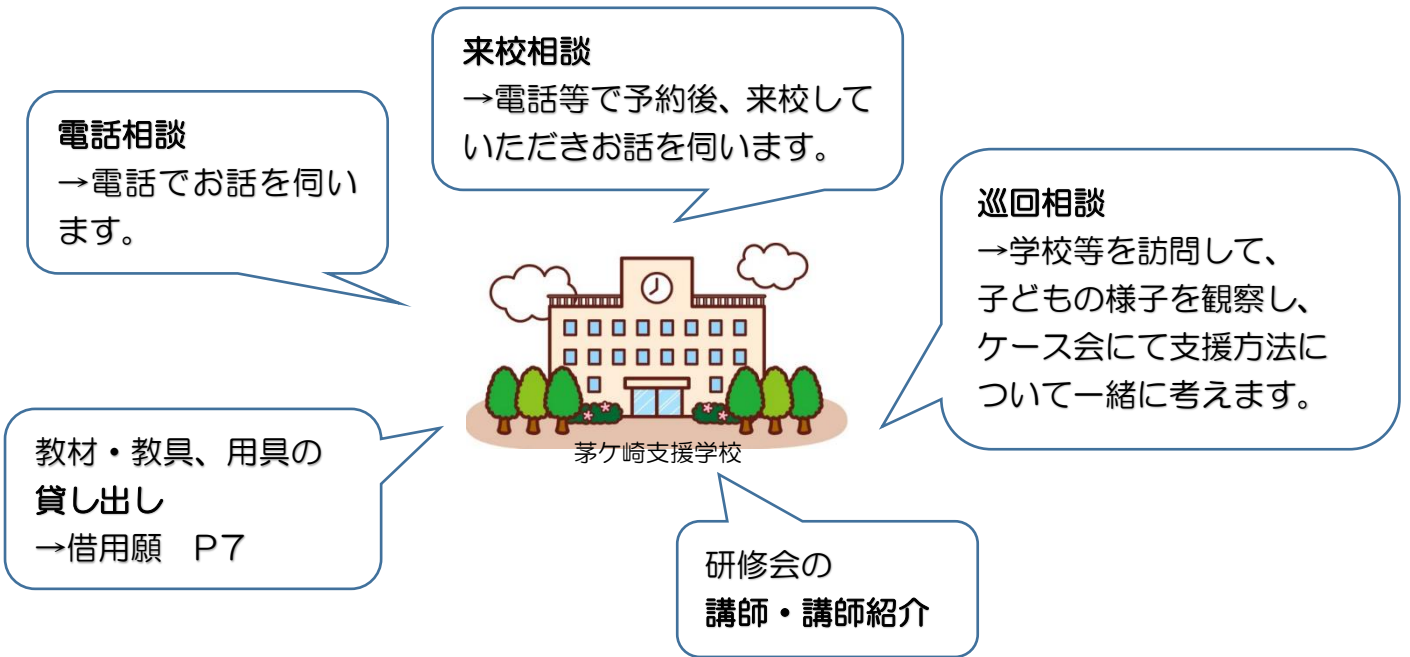 来校相談
→電話等で予約後、来校して
いただきお話を伺います。
電話相談
→電話でお話を伺い
ます。
巡回相談
→学校等を訪問して、
子どもの様子を観察し、
ケース会にて支援方法に
ついて一緒に考えます。
茅ケ崎支援学校
教材・教具、用具の
貸し出し
→借用願　P7
研修会の
講師・講師紹介